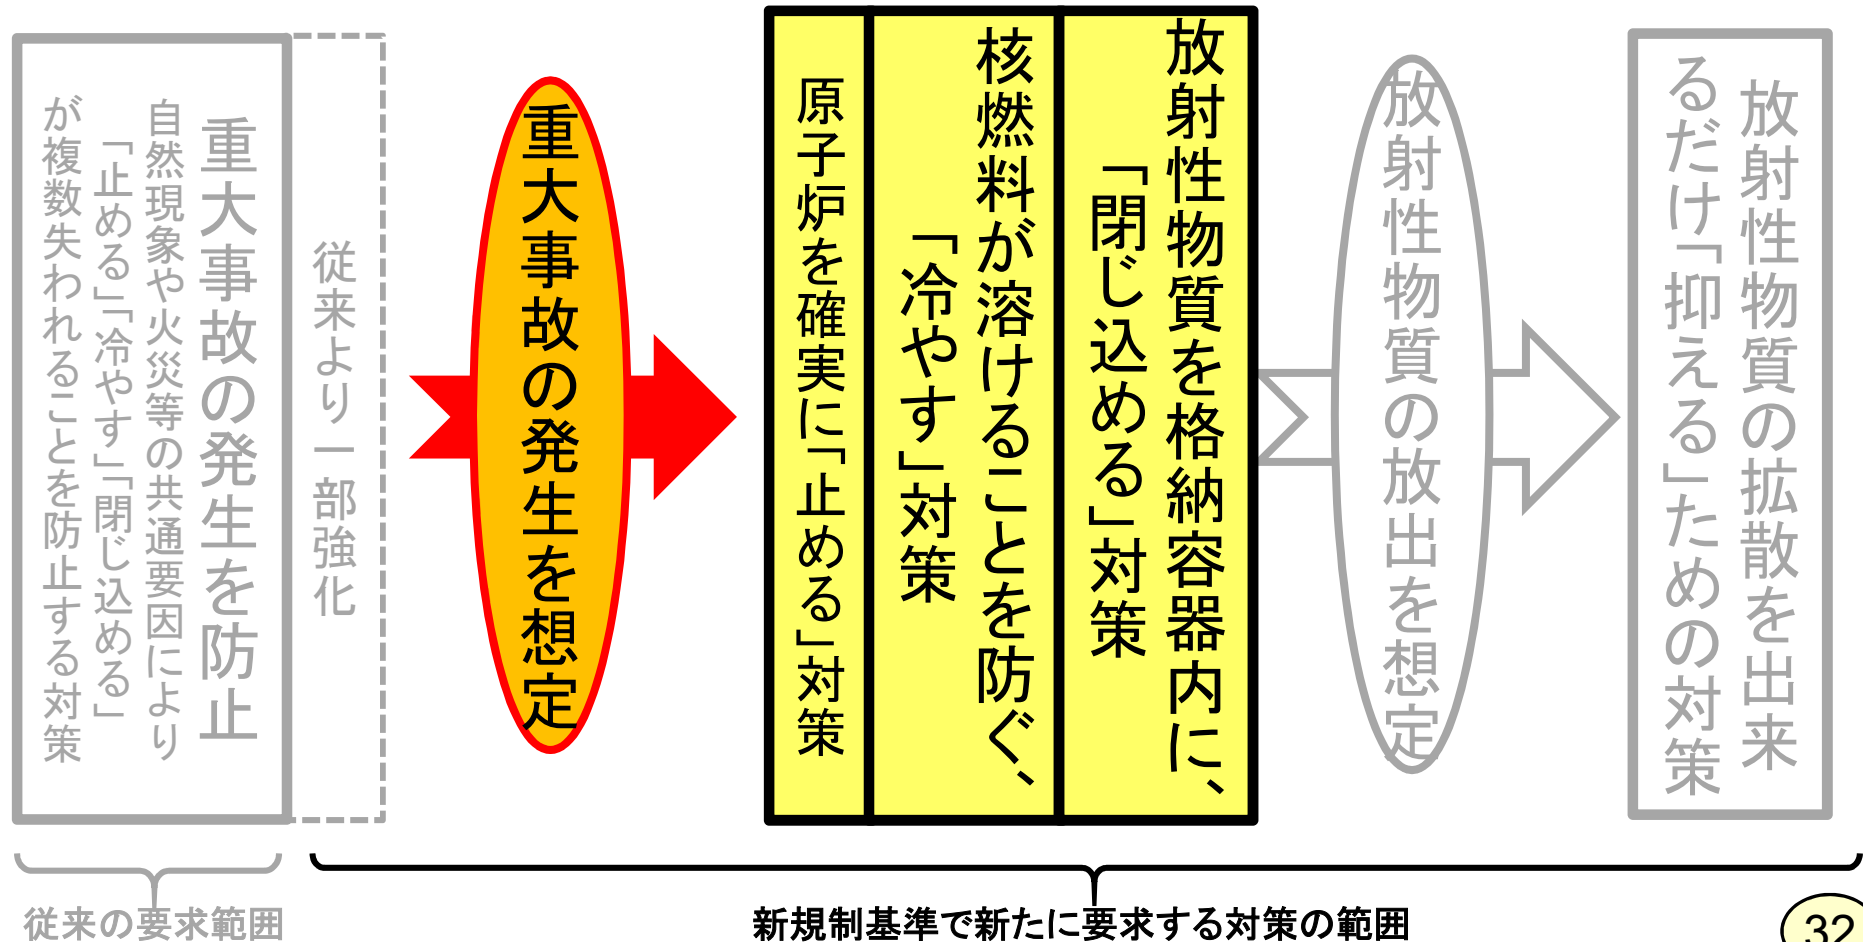 重大事故の発生を防止
自然現象や火災等の共通要因により
「止める」「冷やす」「閉じ込める」
が複数失われることを防止する対策
従来より一部強化
重大事故の発生を想定
原子炉を確実に「止める」対策
核燃料が溶けることを防ぐ、
「冷やす」対策
放射性物質を格納容器内に、
「閉じ込める」対策
放射性物質の放出を想定
放射性物質の拡散を出来
るだけ「抑える」ための対策
従来の要求範囲
新規制基準で新たに要求する対策の範囲
32